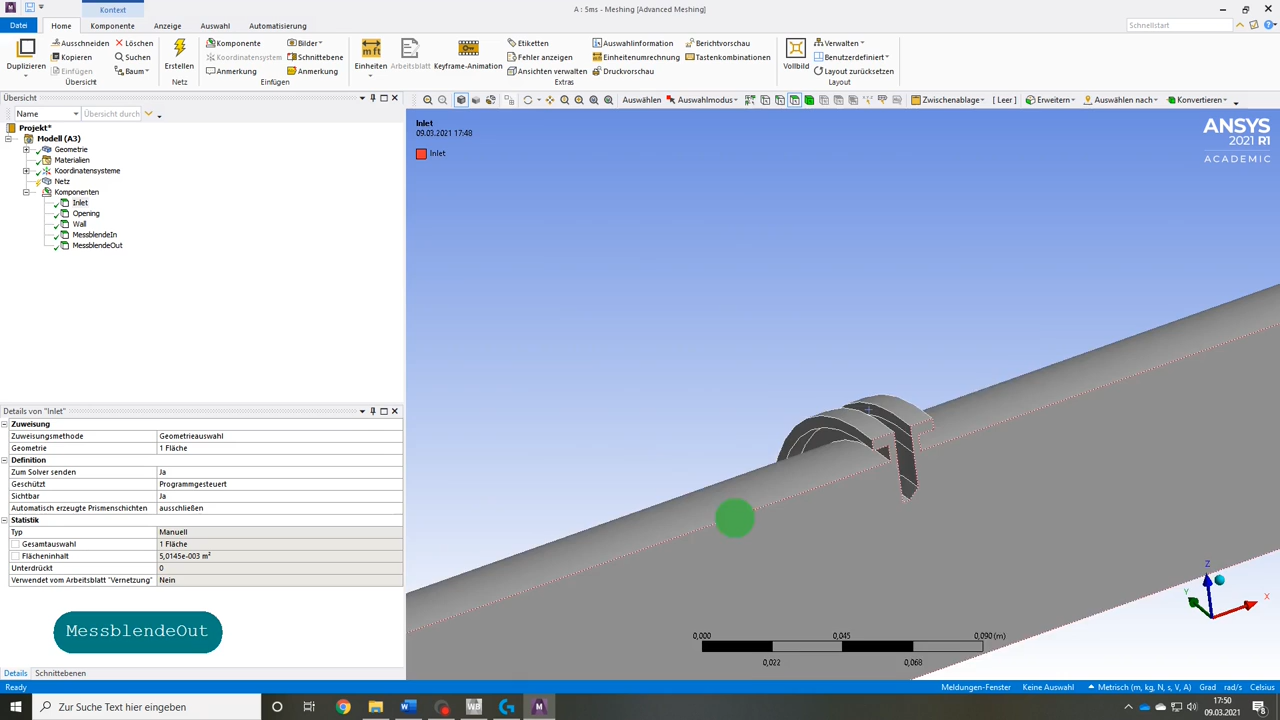 Kontext
A : 5ms - Meshing [Advanced Meshing]
Datei Home Komponente Anzeige Auswahl Automatisierung
Schnellstart
Duplizieren
Ausschneiden
Kopieren
Einfügen
Löschen
Suchen
Baum
Übersicht
Erstellen
Netz
Komponente
Koordinatensystem
Anmerkung
Bilder
Schnittebene
Anmerkung
Einfügen
Einheiten
Arbeitsblatt
Keyframe-Animation
Etiketten
Fehler anzeigen
Ansichten verwalten
Auswahlinformation
Einheitenumrechnung
Druckvorschau
Berichtvorschau
Tastenkombinationen
Extras
Vollbild
Verwalten
Benutzerdefiniert
Layout zurücksetzen
Layout
Übersicht
Auswählen Auswahlmodus Zwischenablage [ Leer ] Erweitern Auswählen nach Konvertieren
Name Übersicht durch
Projekt*
Modell (A3)
Geometrie
Materialien
Koordinatensysteme
Netz
Komponenten
Inlet
Opening
Wall
MessblendeIn
MessblendeOut
Inlet
09.03.2021 17:48
Inlet
ANSYS
2021 R1
ACADEMIC
Details von "Inlet"
Zuweisung
Zuweisungsmethode Geometrieauswahl
Geometrie 1 Fläche
Definition
Zum Solver senden Ja
Geschützt Programmgesteuert
Sichtbar Ja
Automatisch erzeugte Prismenschichten ausschließen
Statistik
Typ Manuell
Gesamtauswahl 1 Fläche
Flächeninhalt 5,0145e-003 m²
Unterdrückt 0
Verwendet vom Arbeitsblatt "Vernetzung" Nein
MessblendeOut
0,000 0,045 0,090 (m)
0,022 0,068
Z
Y
X
Details Schnittebenen
Ready Meldungen-Fenster Keine Auswahl Metrisch (m, kg, N, s, V, A) Grad rad/s Celsius
Zur Suche Text hier eingeben
17:50
09.03.2021
8